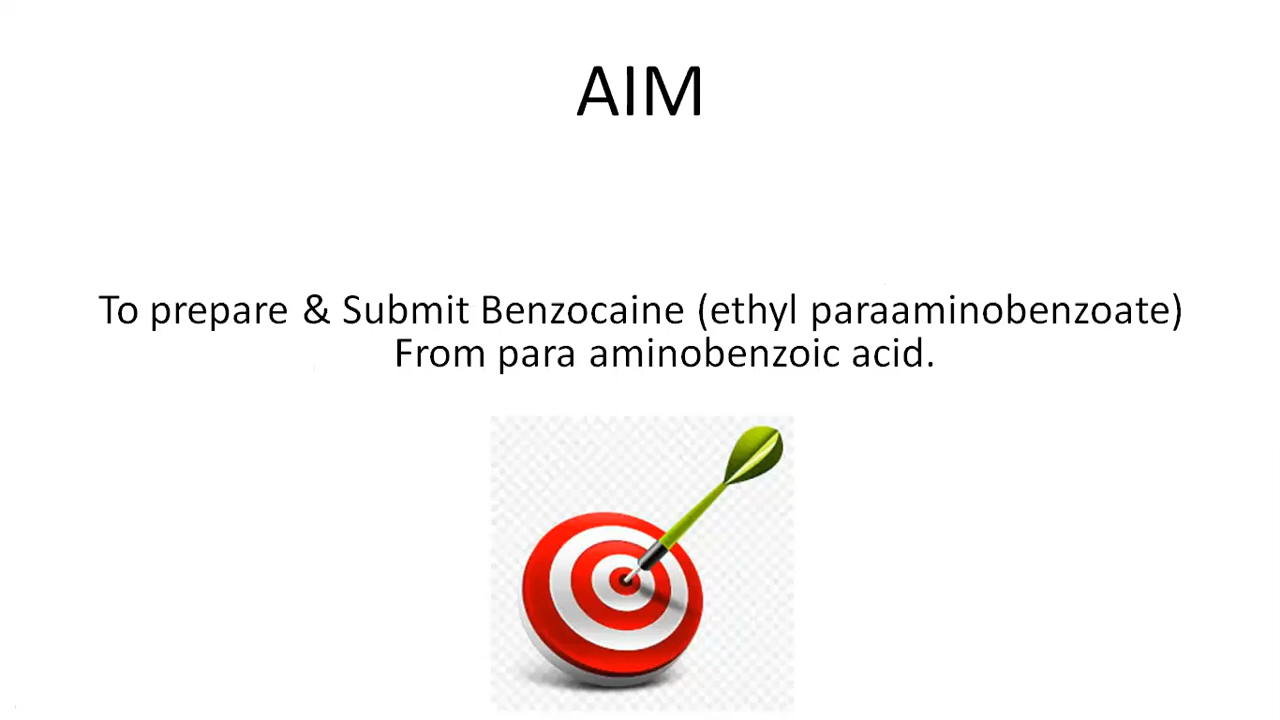 AIM
To prepare & Submit Benzocaine (ethyl paraaminobenzoate)
From para aminobenzoic acid.